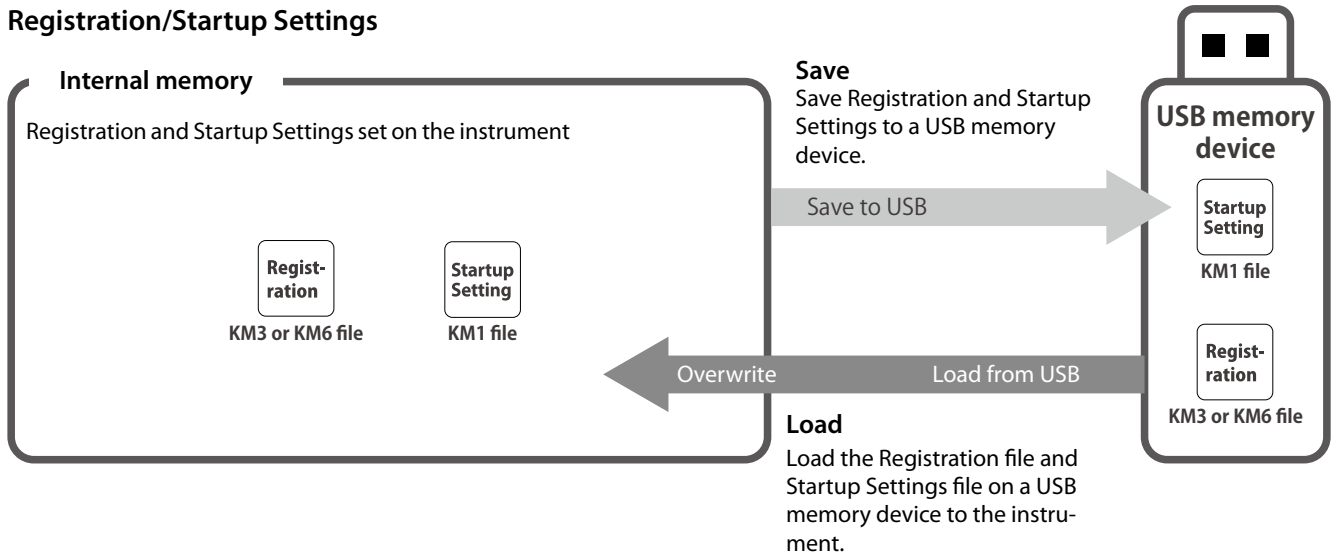 Registration/Startup Settings
Internal memory
Registration and Startup Settings set on the instrument
Regist-
ration
KM3 or KM6 file
Startup
Setting
KM1 file
Save
Save Registration and Startup
Settings to a USB memory
device.
Save to USB
Overwrite
Load from USB
Load
Load the Registration file and
Startup Settings file on a USB
memory device to the instru-
ment.
USB memory
device
Startup
Setting
KM1 file
Regist-
ration
KM3 or KM6 file